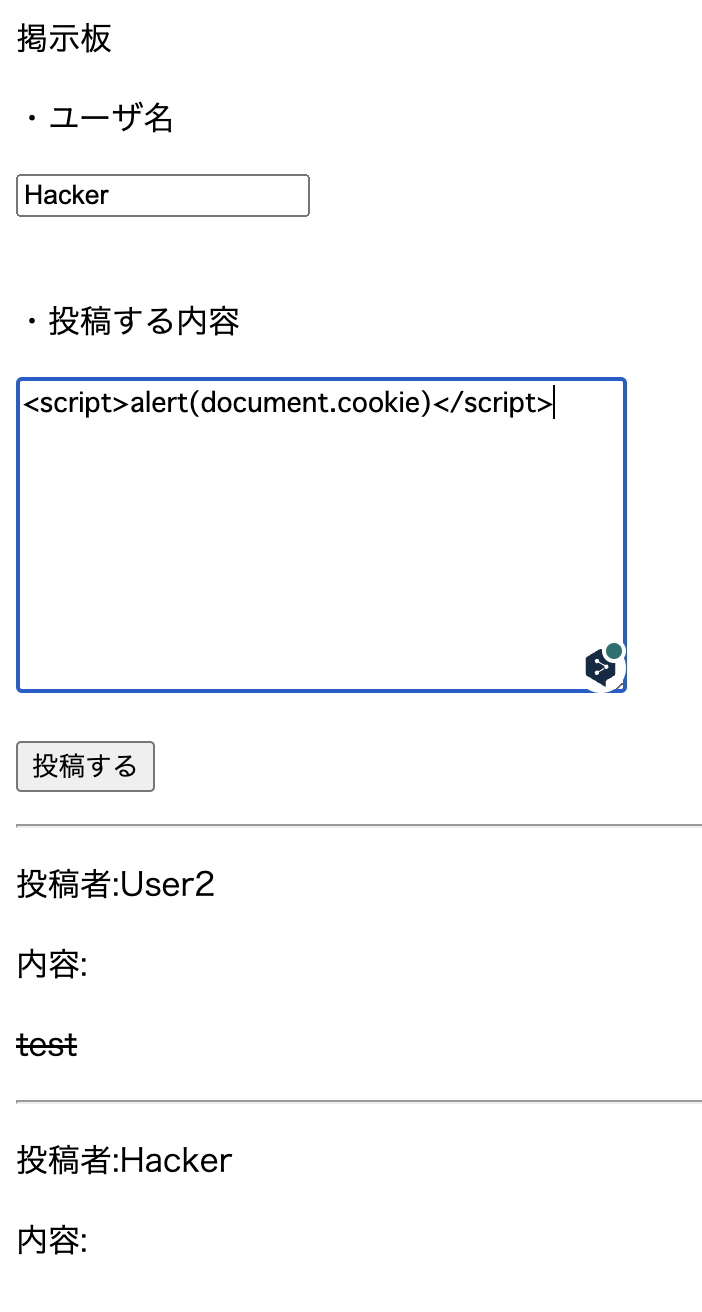 掲示板
・ユーザ名
Hacker
・投稿する内容
<script>alert(document.cookie)</script>
投稿する
投稿者:User2
内容:
test
投稿者:Hacker
内容: